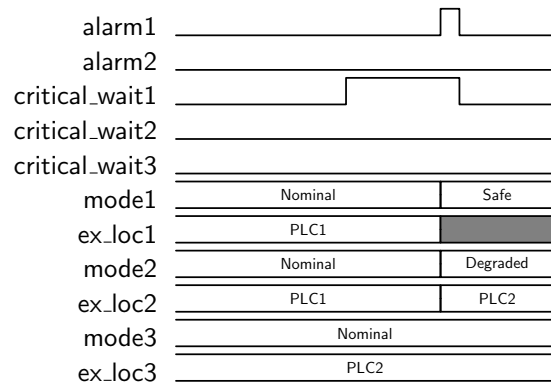 alarm1
alarm2
critical_wait1
critical_wait2
critical_wait3
mode1 Nominal Safe
ex_loc1 PLC1
mode2 Nominal Degraded
ex_loc2 PLC1 PLC2
mode3 Nominal
ex_loc3 PLC2